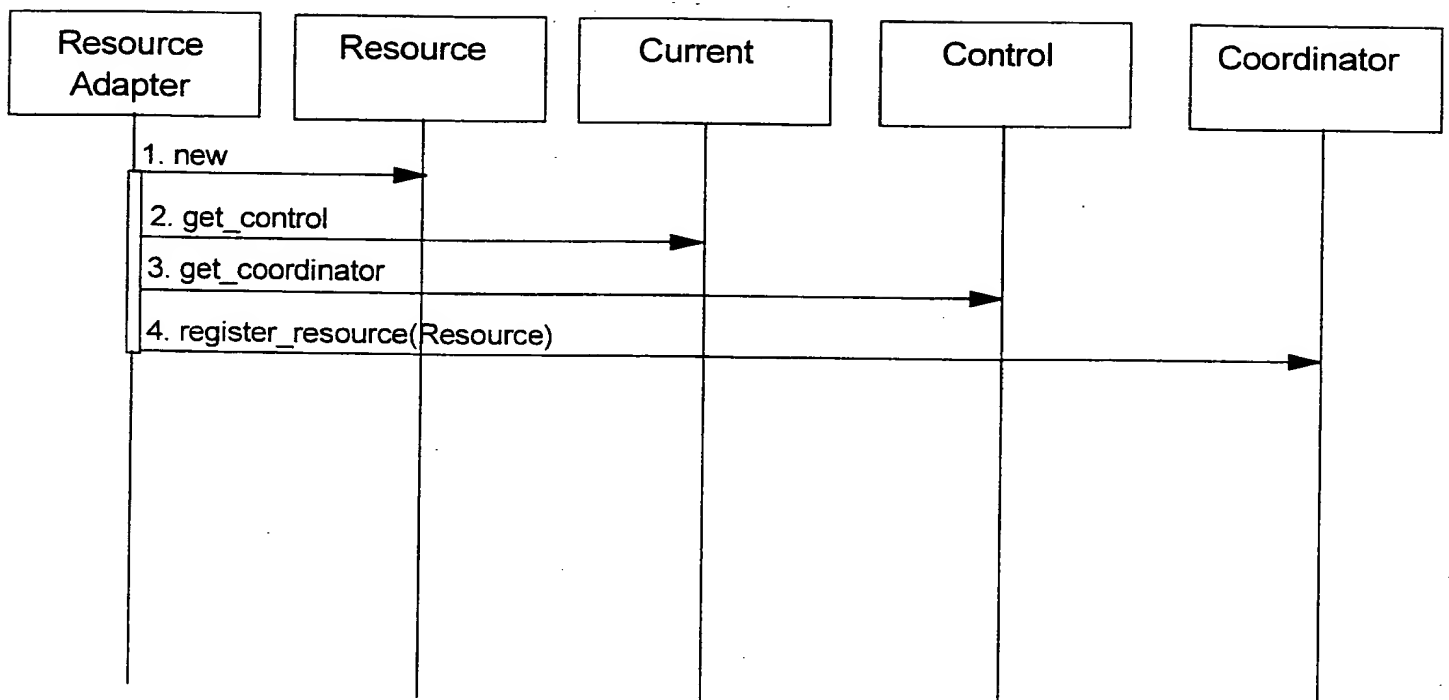 Resource
Adapter
Resource
Current
Control
Coordinator
1. new
2. get_control
3. get_coordinator
4. register_resource(Resource)